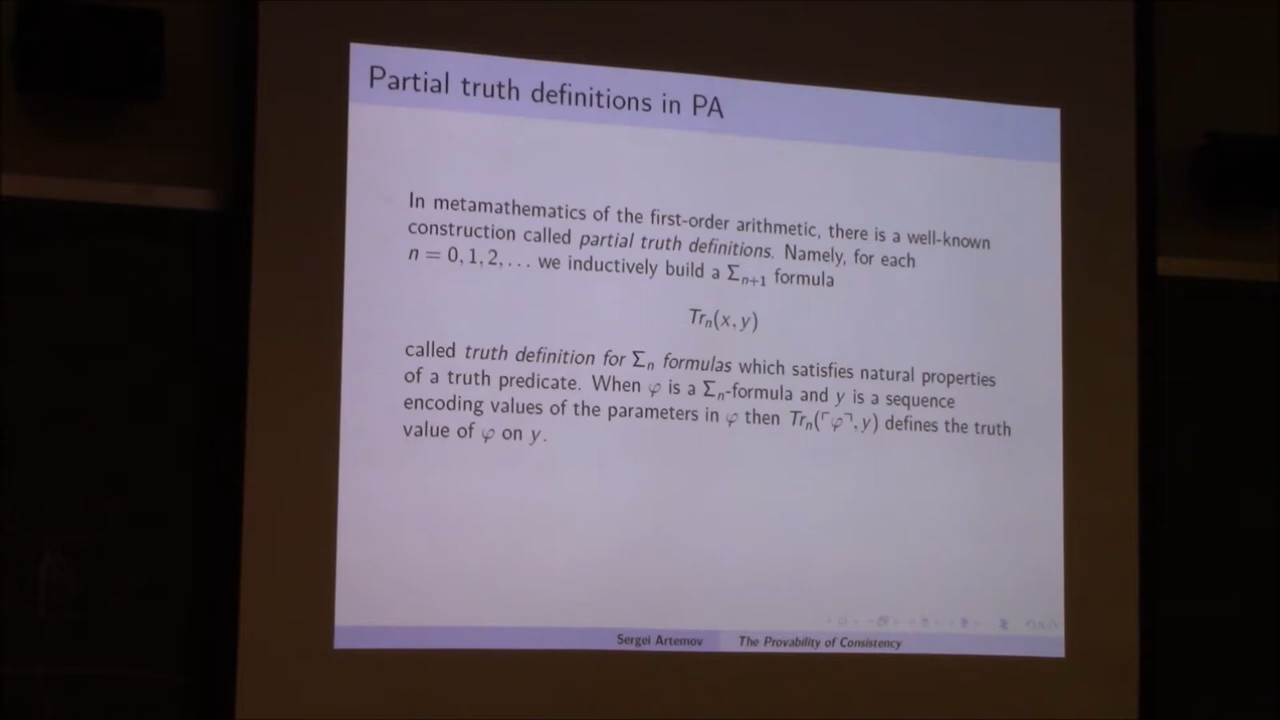 Partial truth definitions in PA
In metamathematics of the first-order arithmetic, there is a well-known
construction called partial truth definitions. Namely, for each
n = 0, 1, 2, . . . we inductively build a Σₙ₊₁ formula
Trₙ(x, y)
called truth definition for Σₙ formulas which satisfies natural properties
of a truth predicate. When φ is a Σₙ-formula and y is a sequence
encoding values of the parameters in φ then Trₙ(⌜φ⌝, y) defines the truth
value of φ on y.
Sergei Artemov The Provability of Consistency